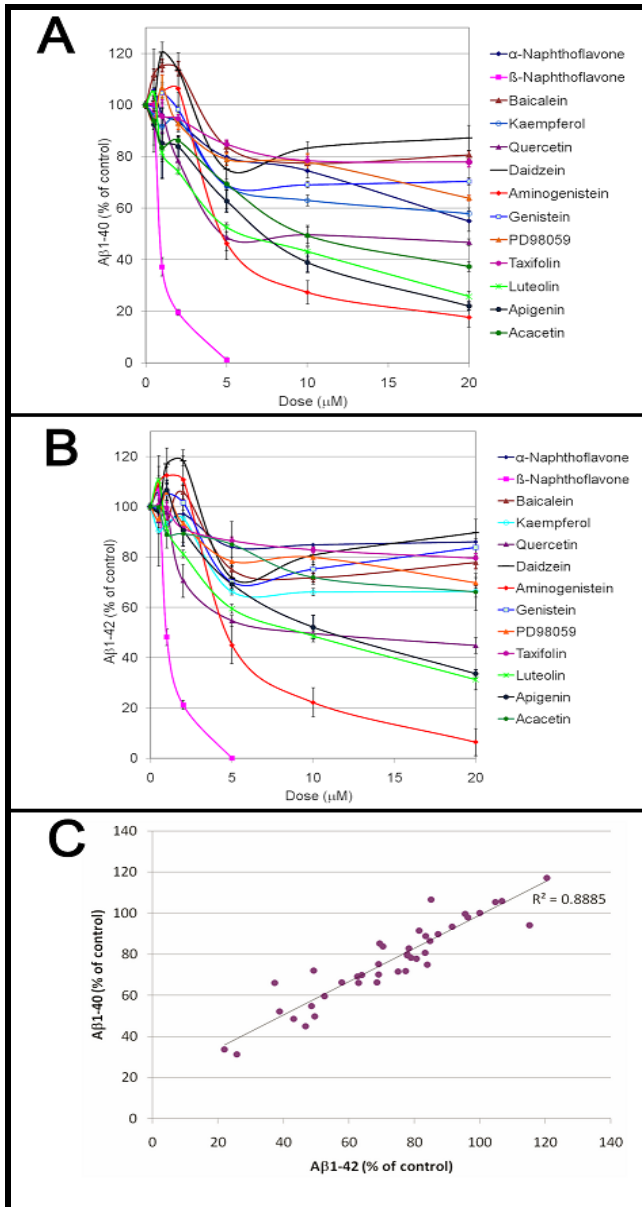 A
120
100
80
60
40
20
0
Aβ1-40 (% of control)
0
5
10
15
20
Dose (μM)
α-Naphthoflavone
ß-Naphthoflavone
Baicalein
Kaempferol
Quercetin
Daidzein
Aminogenistein
Genistein
PD98059
Taxifolin
Luteolin
Apigenin
Acacetin
B
120
100
80
60
40
20
0
Aβ1-42 (% of control)
0
5
10
15
20
Dose (μM)
α-Naphthoflavone
ß-Naphthoflavone
Baicalein
Kaempferol
Quercetin
Daidzein
Aminogenistein
Genistein
PD98059
Taxifolin
Luteolin
Apigenin
Acacetin
C
140
120
100
80
60
40
20
0
Aβ1-40 (% of control)
R² = 0.8885
0
20
40
60
80
100
120
140
Aβ1-42 (% of control)